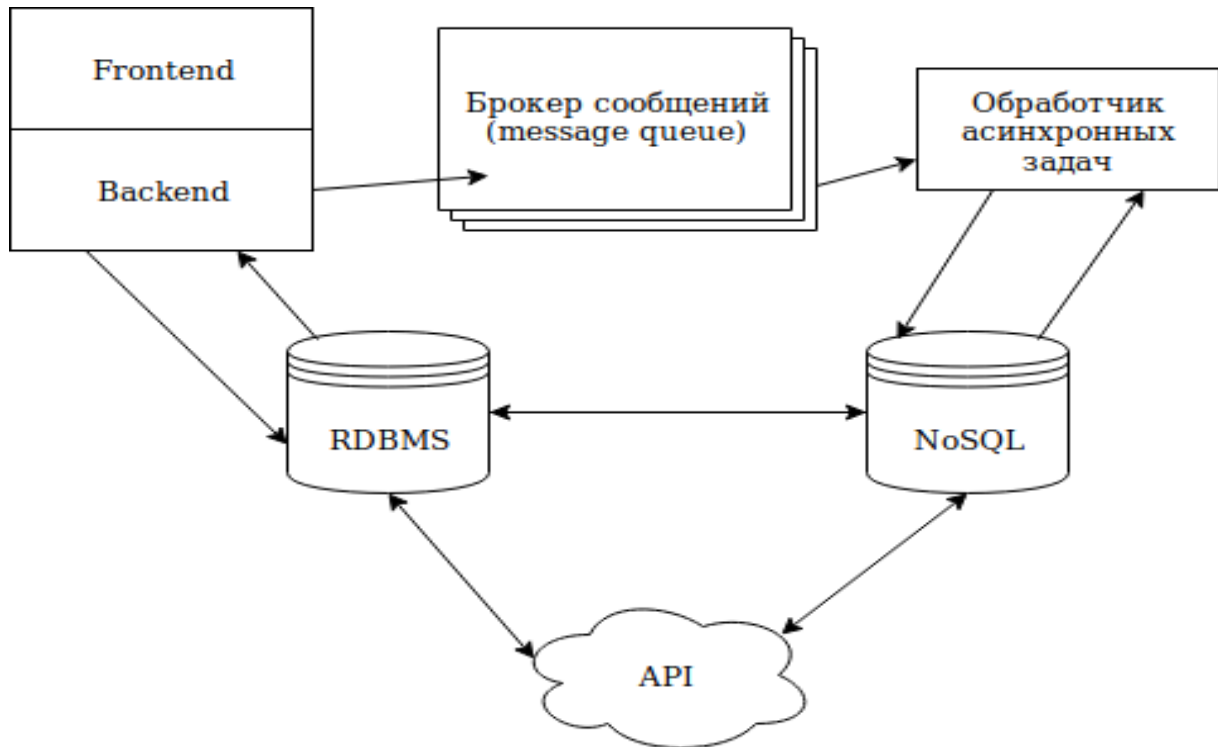 Frontend
Backend
Брокер сообщений
(message queue)
Обработчик
асинхронных
задач
RDBMS
NoSQL
API